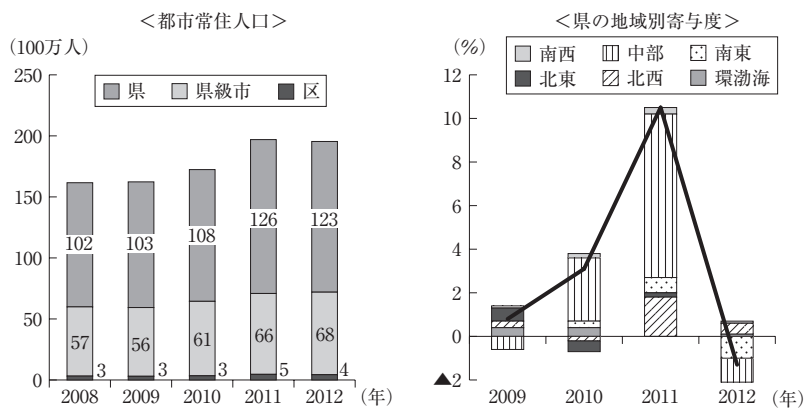 ＜都市常住人口＞
(100万人)
県 県級市 区
250
200
150
100
50
0
102 103 108 126 123
57 56 61 66 68
3 3 3 5 4
2008 2009 2010 2011 2012 (年)
＜県の地域別寄与度＞
(%)
南西 中部 南東
北東 北西 環渤海
12
10
8
6
4
2
0
▲2
2009 2010 2011 2012 (年)